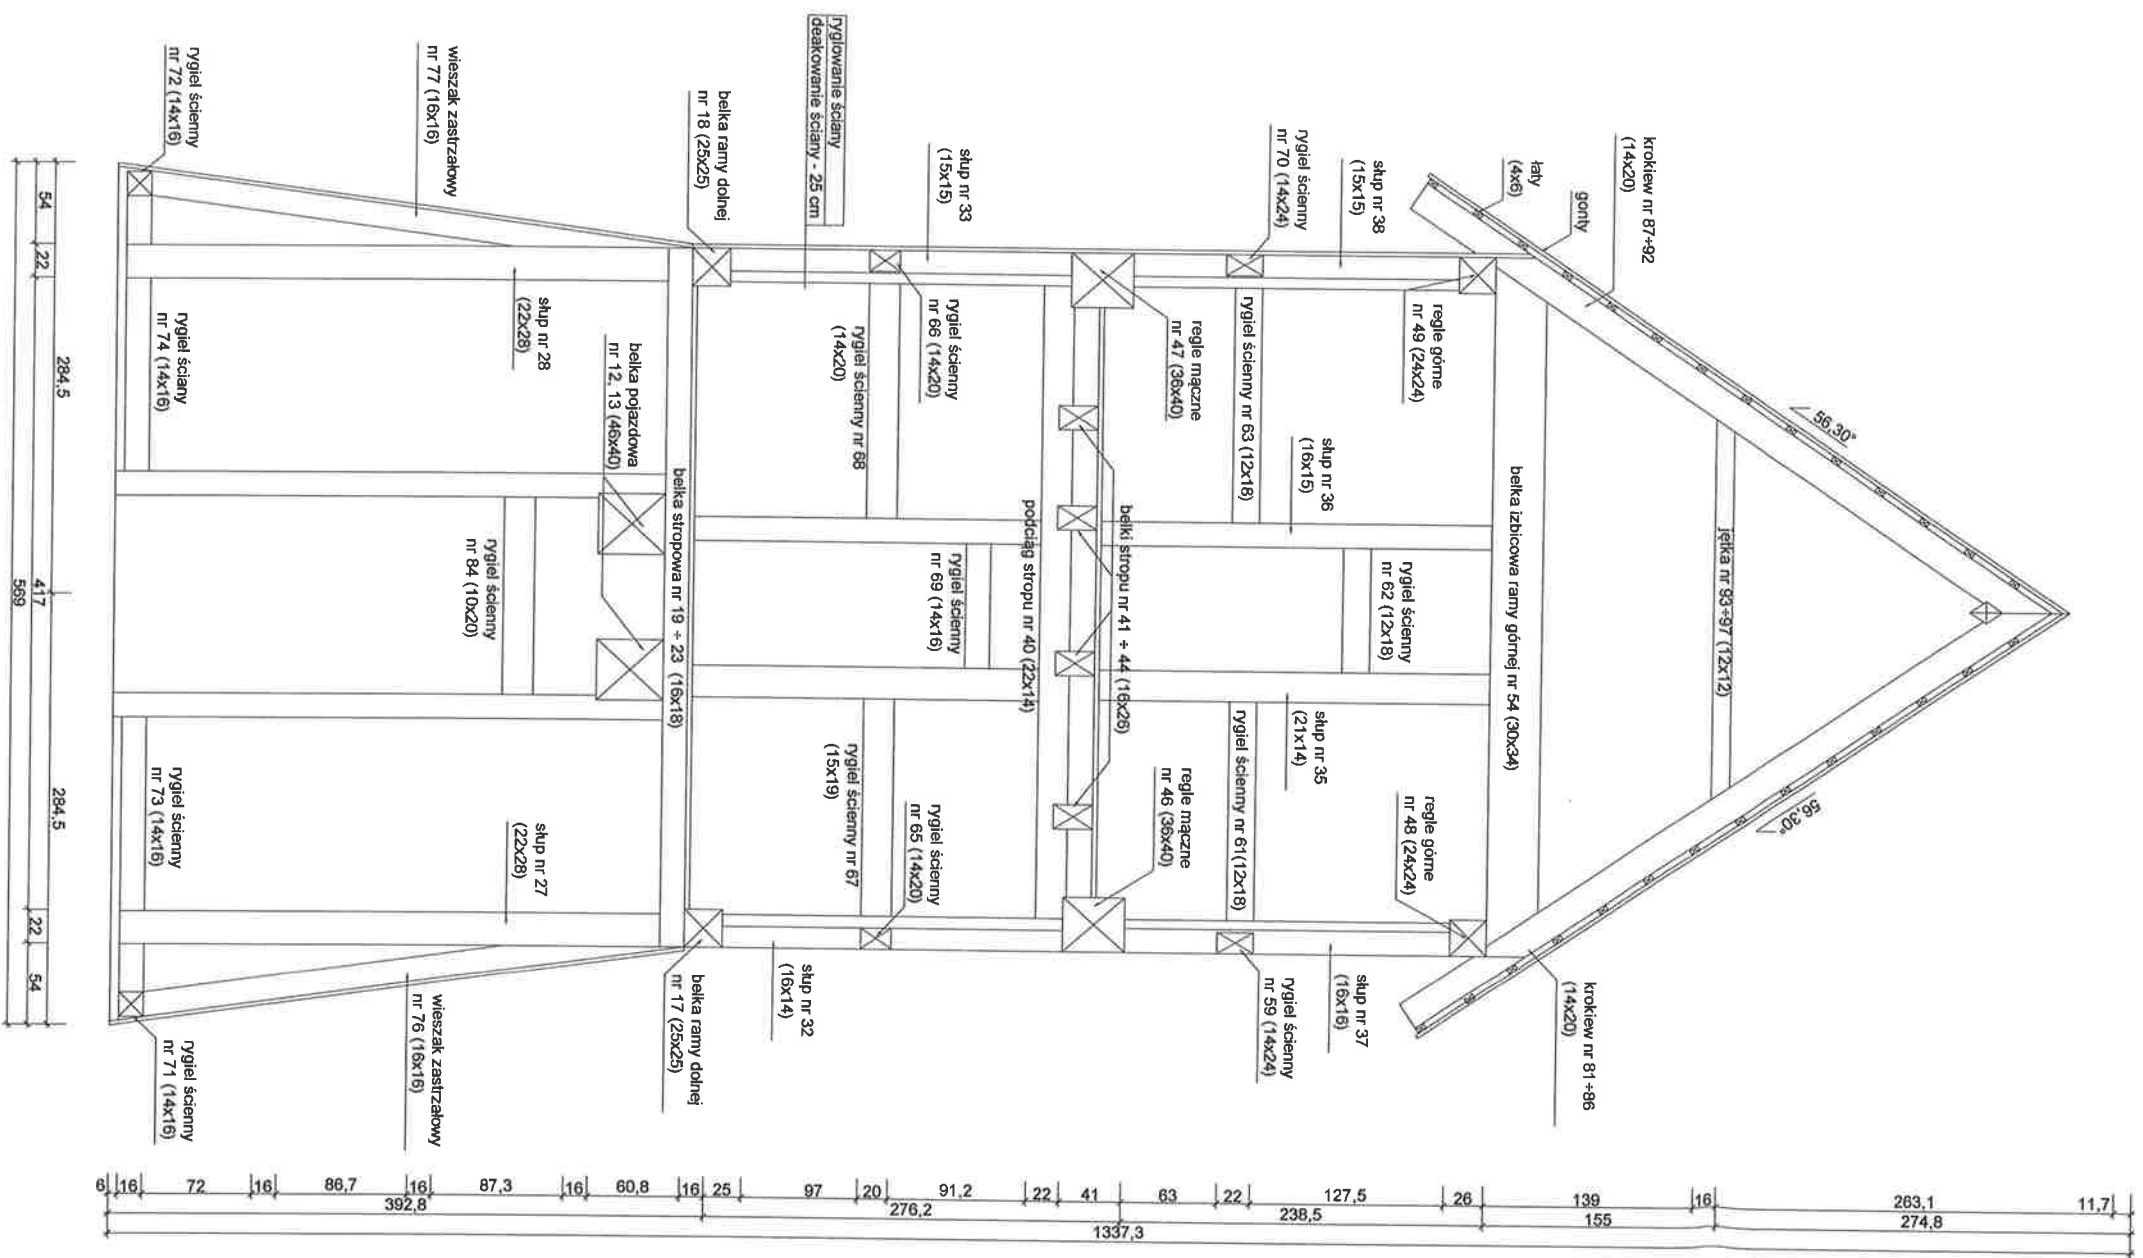 krokiew nr 87÷92
(14x20)
gonty
łaty
(4x6)
56,30°
56,30°
jętka nr 93÷97 (12x12)
krokiew nr 81÷86
(14x20)
słup nr 38
(15x15)
rygiel ścienny
nr 70 (14x24)
regle górne
nr 49 (24x24)
belka izbicowa ramy górnej nr 54 (30x34)
regle górne
nr 48 (24x24)
słup nr 37
(16x16)
rygiel ścienny
nr 59 (14x24)
rygiel ścienny nr 63 (12x18)
słup nr 36
(16x15)
rygiel ścienny
nr 62 (12x18)
słup nr 35
(21x14)
rygiel ścienny nr 61(12x18)
regle mączne
nr 47 (36x40)
belki stropu nr 41 ÷ 44 (16x26)
regle mączne
nr 46 (36x40)
podciąg stropu nr 40 (22x14)
słup nr 33
(15x15)
ryglowanie ściany
deakowanie ściany - 25 cm
rygiel ścienny
nr 66 (14x20)
rygiel ścienny nr 68
(14x20)
rygiel ścienny
nr 69 (14x16)
rygiel ścienny nr 67
(15x19)
rygiel ścienny
nr 65 (14x20)
słup nr 32
(16x14)
belka ramy dolnej
nr 18 (25x25)
belka stropowa nr 19 ÷ 23 (16x18)
belka ramy dolnej
nr 17 (25x25)
belka pojazdowa
nr 12, 13 (46x40)
słup nr 28
(22x28)
rygiel ścienny
nr 84 (10x20)
słup nr 27
(22x28)
wieszak zastrzałowy
nr 77 (16x16)
wieszak zastrzałowy
nr 76 (16x16)
rygiel ścienny
nr 72 (14x16)
rygiel ściany
nr 74 (14x16)
rygiel ścienny
nr 73 (14x16)
rygiel ścienny
nr 71 (14x16)
284,5 284,5
54 22 417 22 54
569
6 16 72 16 86,7 16 87,3 16 60,8 16 25 97 20 91,2 22 41 63 22 127,5 26 139 16 263,1 11,7
392,8 276,2 238,5 155 274,8
1337,3